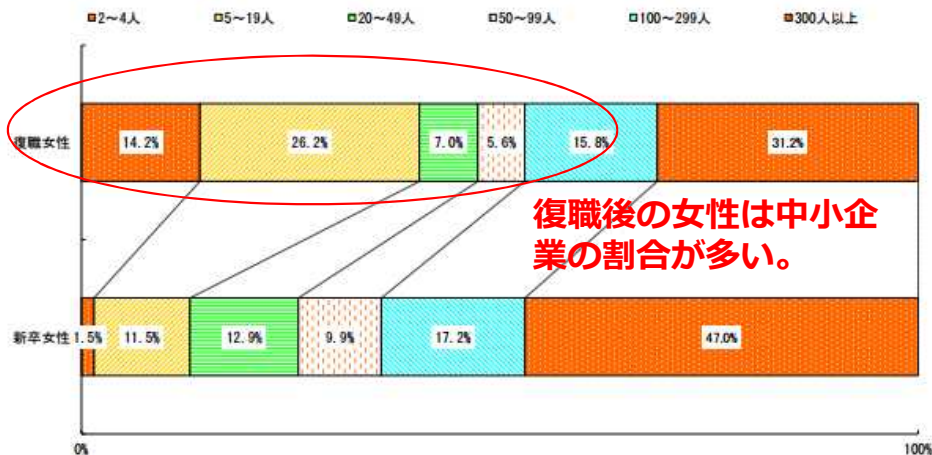 2～4人 5～19人 20～49人 50～99人 100～299人 300人以上
復職女性 14.2% 26.2% 7.0% 5.6% 15.8% 31.2%
復職後の女性は中小企
業の割合が多い。
新卒女性 1.5% 11.5% 12.9% 9.9% 17.2% 47.0%
0% 100%